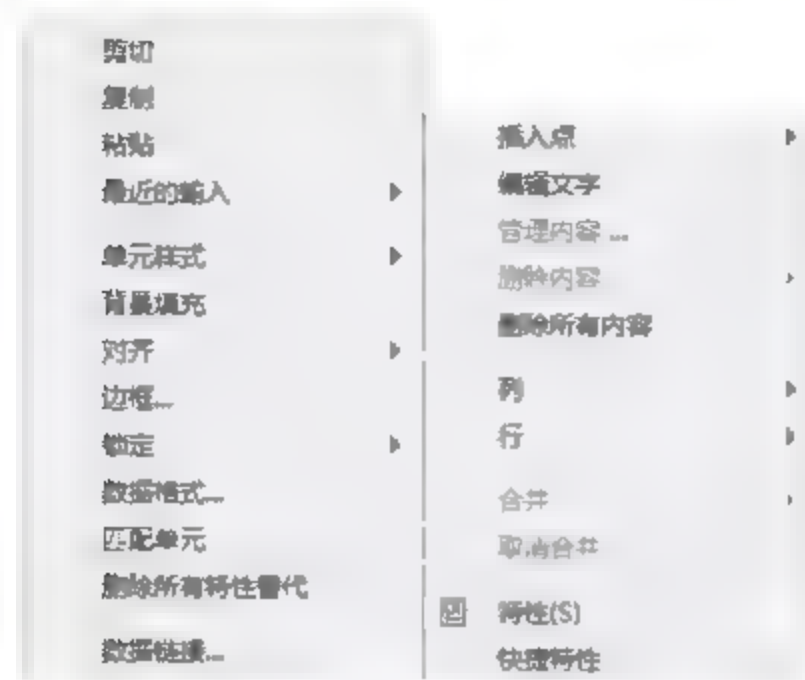 剪切
复制
粘贴
最近的输入
单元样式
背景填充
对齐
边框...
锁定
数据格式...
匹配单元
删除所有特性替代
数据链接...
插入点
编辑文字
管理内容...
删除内容
删除所有内容
列
行
合并
取消合并
特性(S)
快捷特性